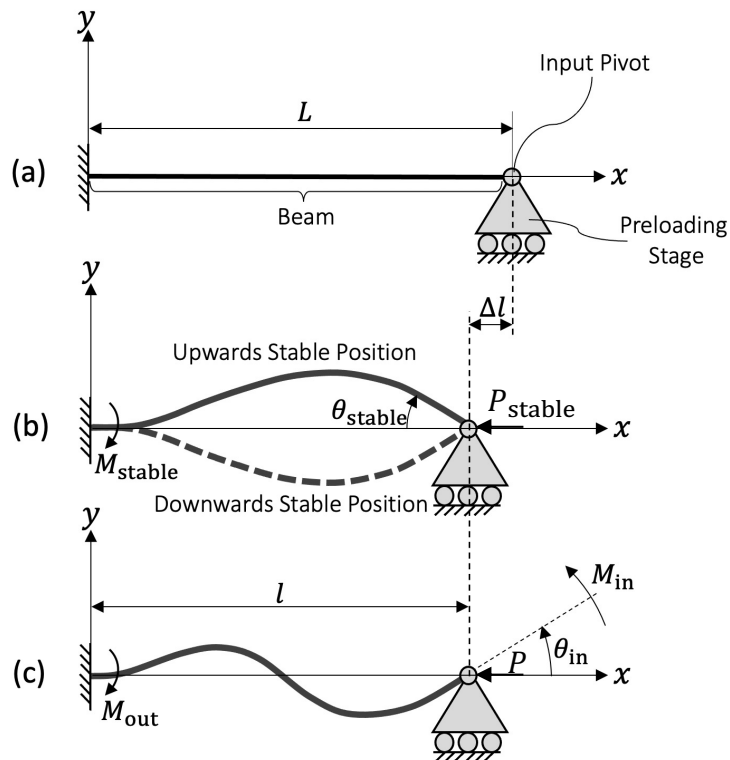 y
Input Pivot
L
(a)
x
Beam
Preloading
Stage
y
Δl
Upwards Stable Position
θstable
Pstable
(b)
x
Mstable
Downwards Stable Position
y
Min
l
θin
P
(c)
x
Mout